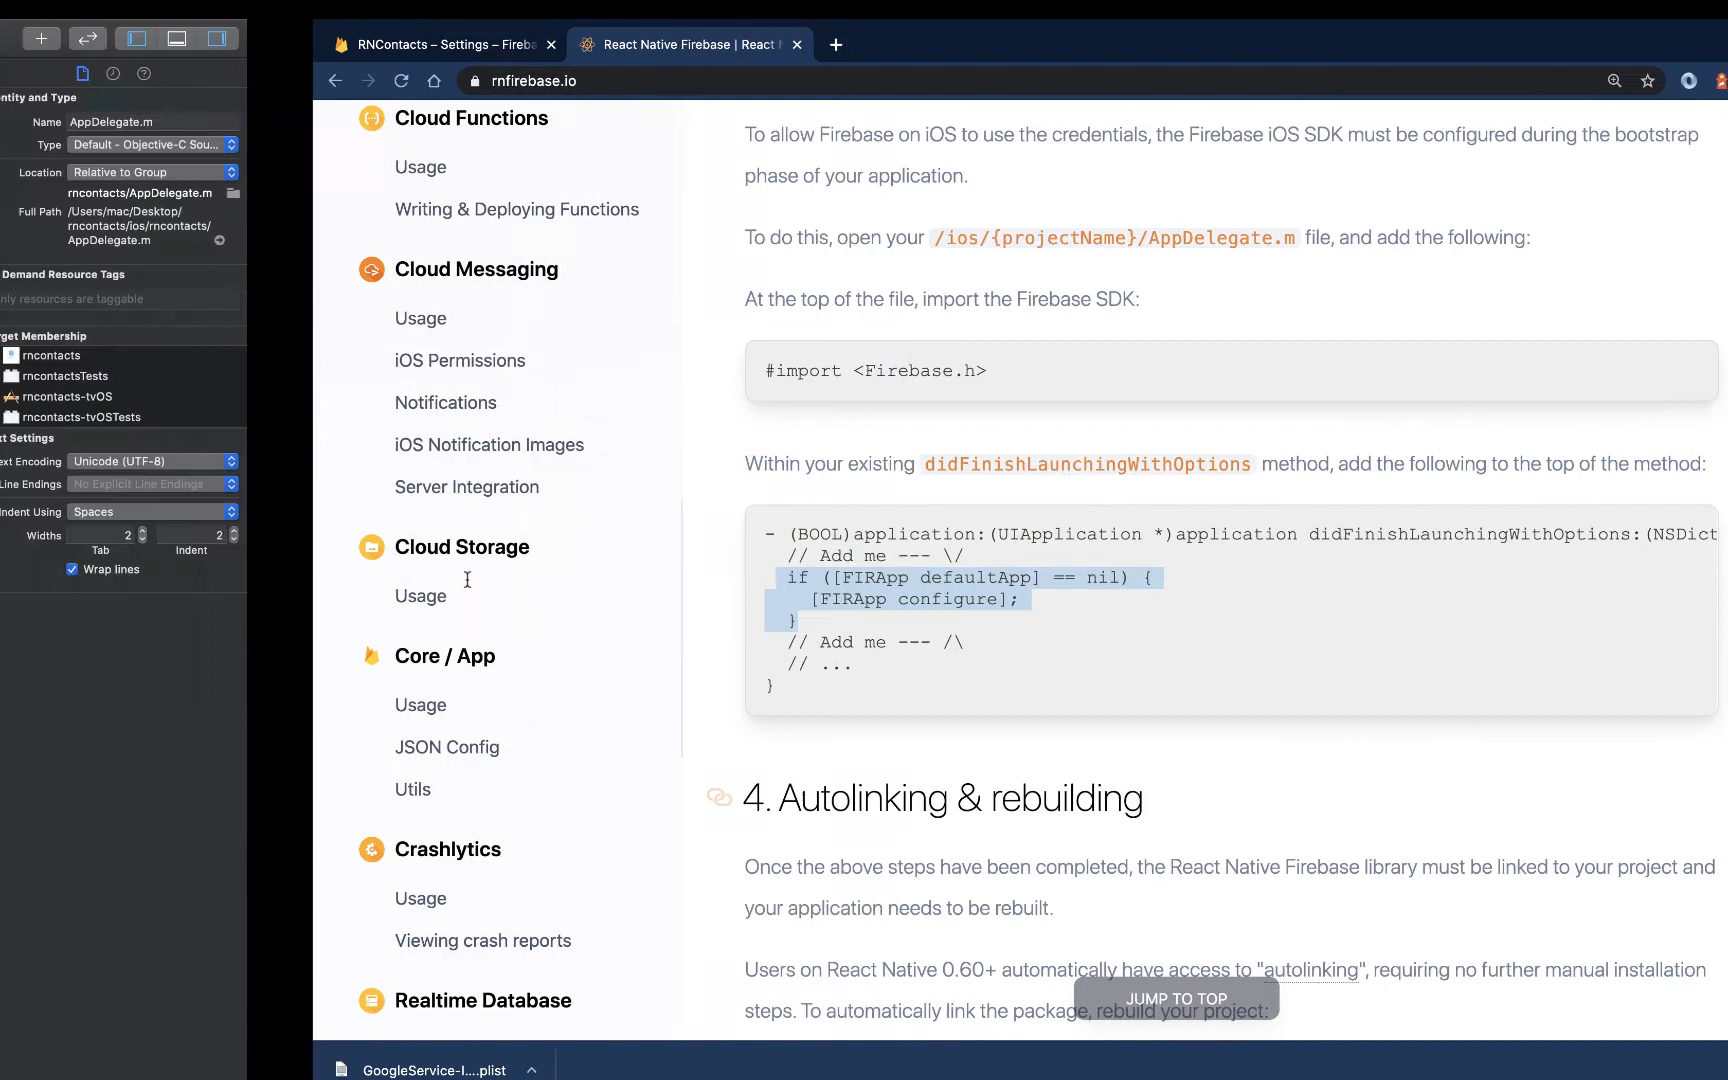 ntity and Type
Name AppDelegate.m
Type Default - Objective-C Sou...
Location Relative to Group
rncontacts/AppDelegate.m
Full Path /Users/mac/Desktop/
rncontacts/ios/rncontacts/
AppDelegate.m
Demand Resource Tags
nly resources are taggable
rget Membership
rncontacts
rncontactsTests
rncontacts-tvOS
rncontacts-tvOSTests
xt Settings
ext Encoding Unicode (UTF-8)
Line Endings No Explicit Line Endings
Indent Using Spaces
Widths 2 2
Tab Indent
Wrap lines
RNContacts – Settings – Fireba
React Native Firebase | React N
rnfirebase.io
Cloud Functions
Usage
Writing & Deploying Functions
Cloud Messaging
Usage
iOS Permissions
Notifications
iOS Notification Images
Server Integration
Cloud Storage
Usage
Core / App
Usage
JSON Config
Utils
Crashlytics
Usage
Viewing crash reports
Realtime Database
To allow Firebase on iOS to use the credentials, the Firebase iOS SDK must be configured during the bootstrap
phase of your application.
To do this, open your /ios/{projectName}/AppDelegate.m file, and add the following:
At the top of the file, import the Firebase SDK:
#import <Firebase.h>
Within your existing didFinishLaunchingWithOptions method, add the following to the top of the method:
- (BOOL)application:(UIApplication *)application didFinishLaunchingWithOptions:(NSDict
// Add me --- \/
if ([FIRApp defaultApp] == nil) {
[FIRApp configure];
}
// Add me --- /\
// ...
}
4. Autolinking & rebuilding
Once the above steps have been completed, the React Native Firebase library must be linked to your project and
your application needs to be rebuilt.
Users on React Native 0.60+ automatically have access to "autolinking", requiring no further manual installation
steps. To automatically link the package, rebuild your project:
JUMP TO TOP
GoogleService-I....plist